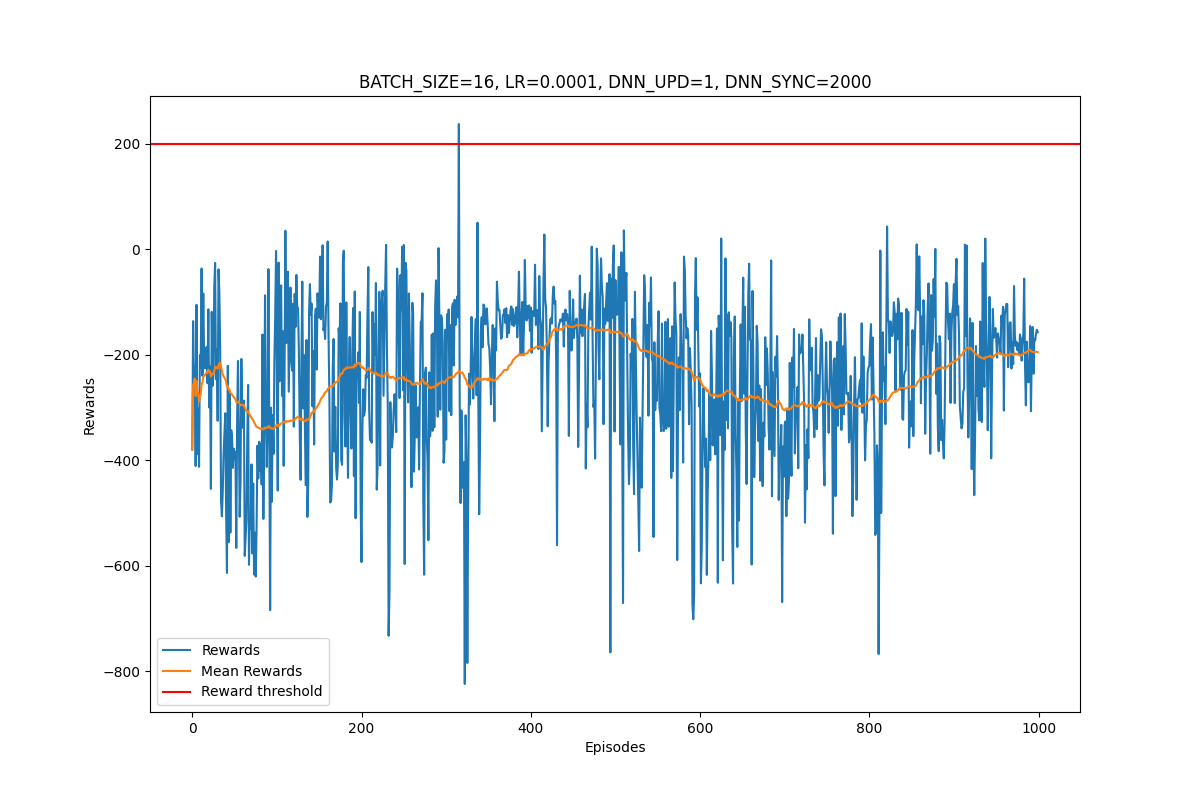 BATCH_SIZE=16, LR=0.0001, DNN_UPD=1, DNN_SYNC=2000
200
0
−200
−400
−600
−800
Rewards
Rewards
Mean Rewards
Reward threshold
0
200
400
600
800
1000
Episodes